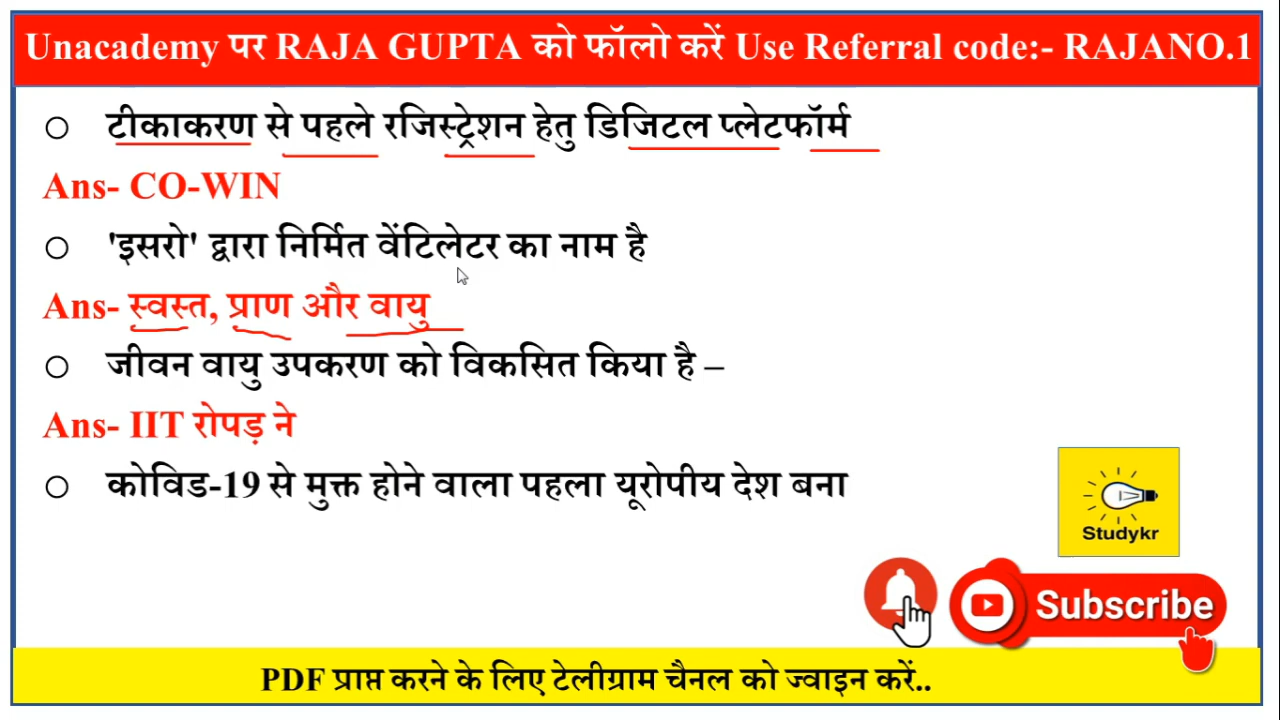 Unacademy पर RAJA GUPTA को फॉलो करें Use Referral code:- RAJANO.1
टीकाकरण से पहले रजिस्ट्रेशन हेतु डिजिटल प्लेटफॉर्म
Ans- CO-WIN
'इसरो' द्वारा निर्मित वेंटिलेटर का नाम है
Ans- स्वस्त, प्राण और वायु
जीवन वायु उपकरण को विकसित किया है –
Ans- IIT रोपड़ ने
कोविड-19 से मुक्त होने वाला पहला यूरोपीय देश बना
Studykr
Subscribe
PDF प्राप्त करने के लिए टेलीग्राम चैनल को ज्वाइन करें..